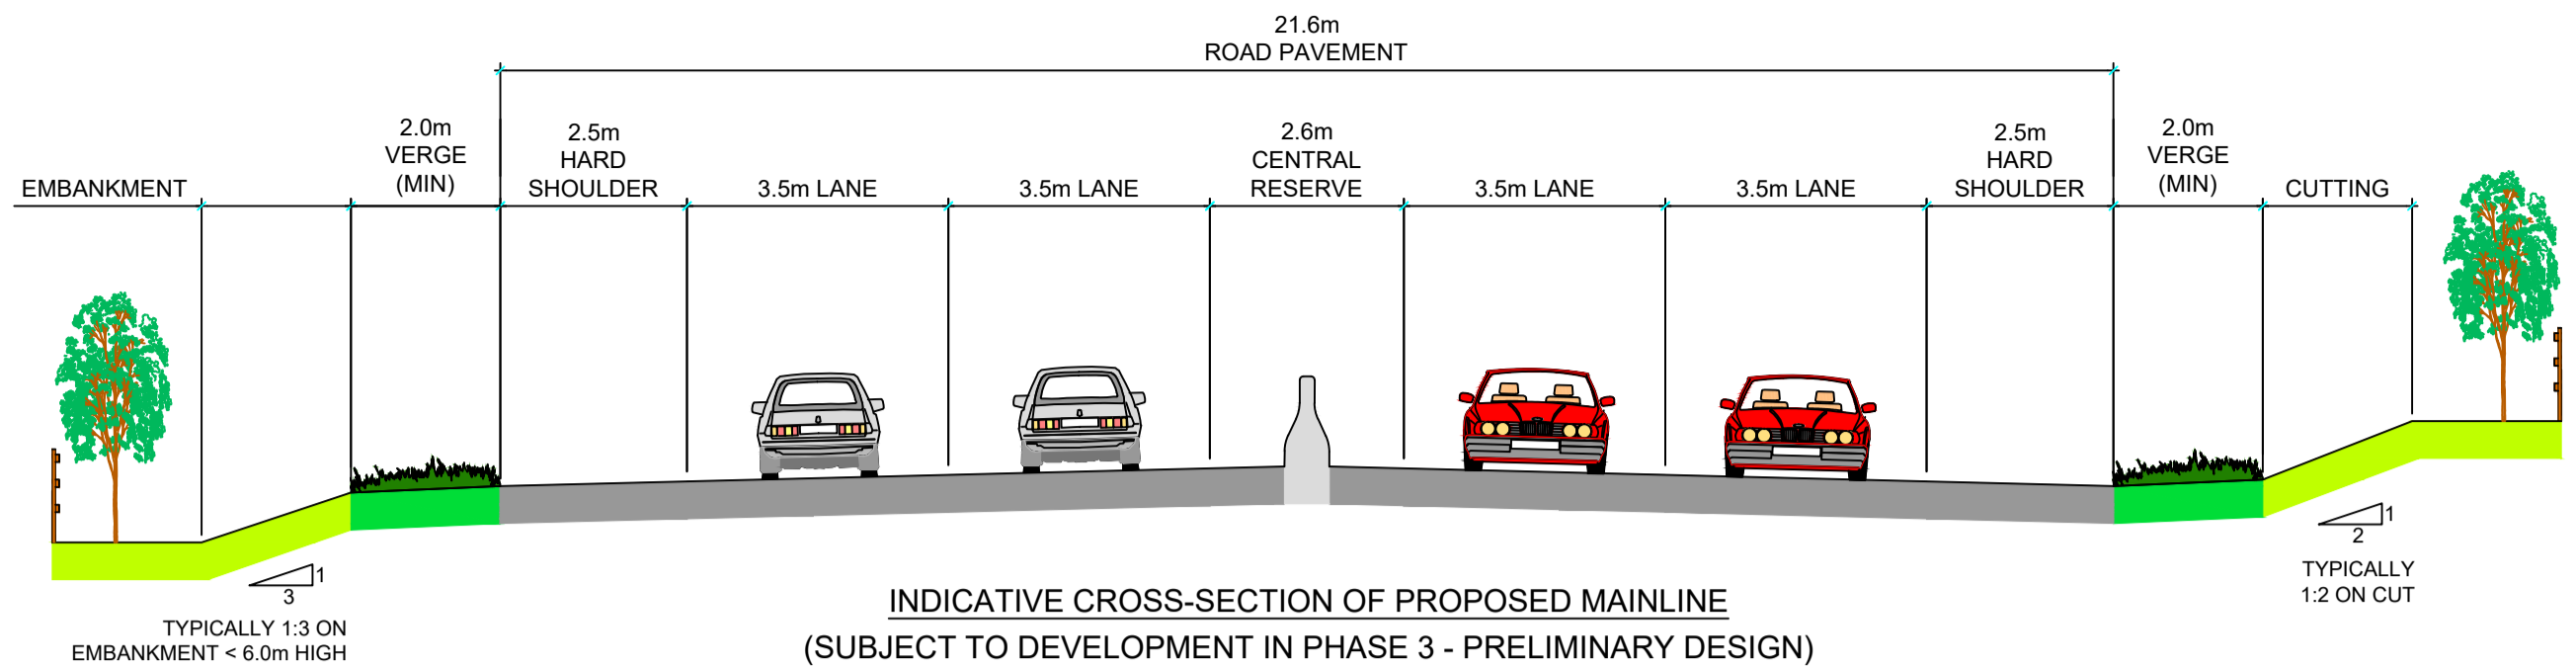 21.6m
ROAD PAVEMENT
EMBANKMENT
2.0m
VERGE
(MIN)
2.5m
HARD
SHOULDER
3.5m LANE
3.5m LANE
2.6m
CENTRAL
RESERVE
3.5m LANE
3.5m LANE
2.5m
HARD
SHOULDER
2.0m
VERGE
(MIN)
CUTTING
1
3
TYPICALLY 1:3 ON
EMBANKMENT < 6.0m HIGH
1
2
TYPICALLY
1:2 ON CUT
INDICATIVE CROSS-SECTION OF PROPOSED MAINLINE
(SUBJECT TO DEVELOPMENT IN PHASE 3 - PRELIMINARY DESIGN)